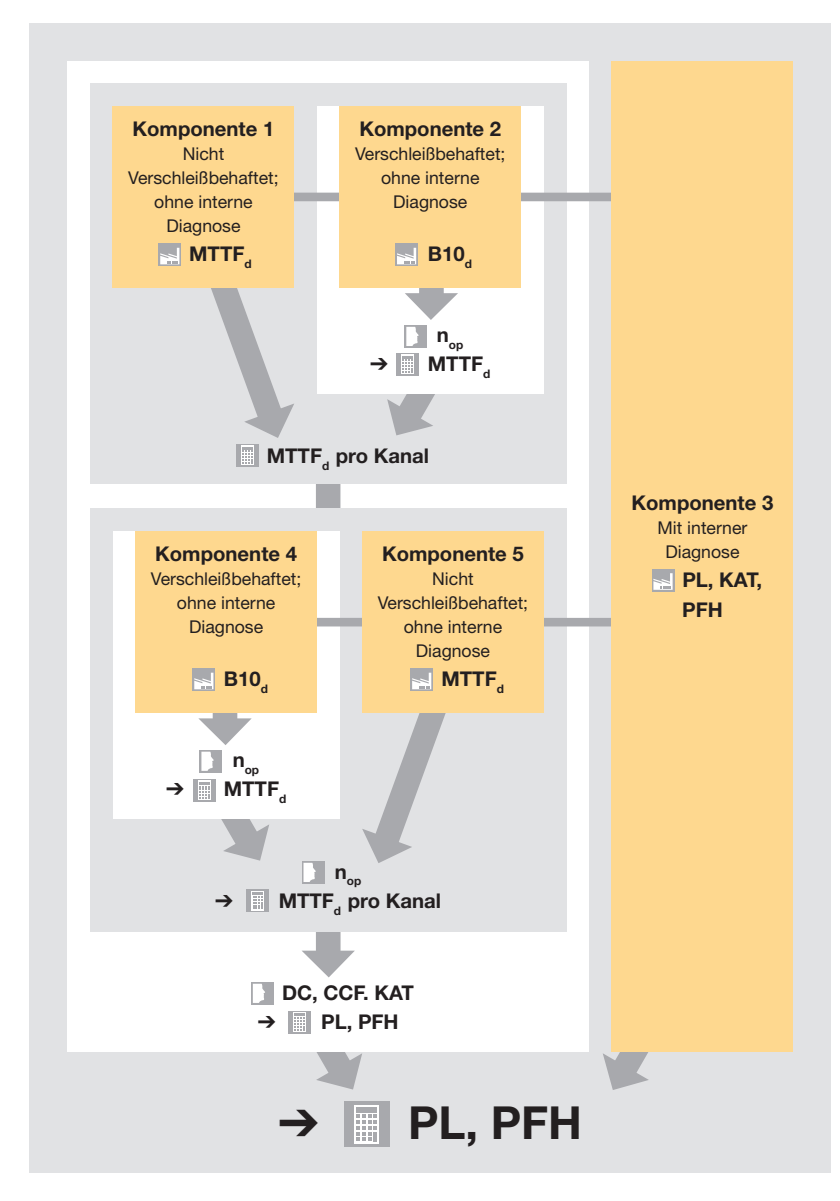 Komponente 1
Nicht
Verschleißbehaftet;
ohne interne
Diagnose
MTTFd
Komponente 2
Verschleißbehaftet;
ohne interne
Diagnose
B10d
nop
➔ MTTFd
MTTFd pro Kanal
Komponente 4
Verschleißbehaftet;
ohne interne
Diagnose
B10d
nop
➔ MTTFd
Komponente 5
Nicht
Verschleißbehaftet;
ohne interne
Diagnose
MTTFd
nop
➔ MTTFd pro Kanal
DC, CCF. KAT
➔ PL, PFH
Komponente 3
Mit interner
Diagnose
PL, KAT,
PFH
➔ PL, PFH